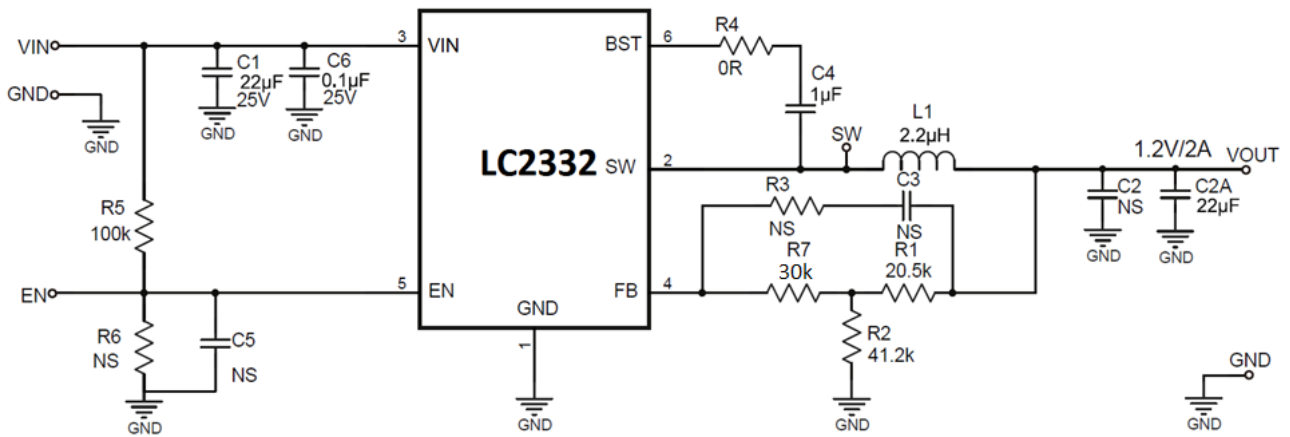 VIN
GND
GND
C1
22µF
25V
GND
C6
0.1µF
25V
GND
R5
100k
EN
R6
NS
C5
NS
GND
3
VIN
5
EN
LC2332
BST
6
SW
2
FB
4
GND
1
GND
R4
0R
C4
1µF
SW
L1
2.2µH
R3
NS
C3
NS
R7
30k
R1
20.5k
R2
41.2k
GND
1.2V/2A
VOUT
C2
NS
GND
C2A
22µF
GND
GND
GND